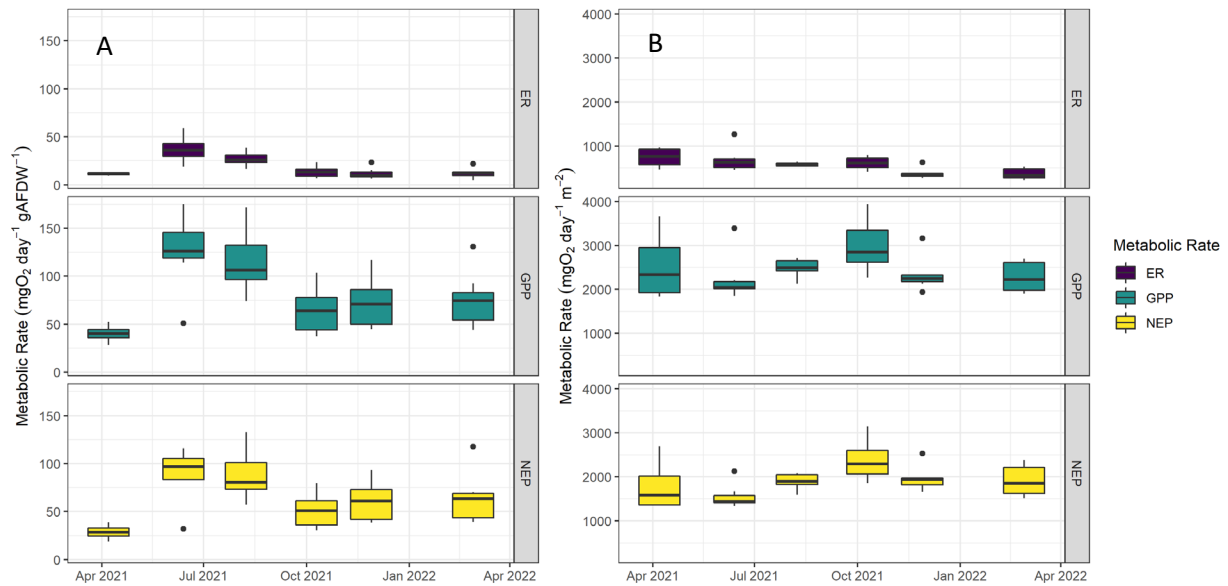 A
150
100
50
0
ER
150
100
50
0
GPP
150
100
50
0
NEP
Metabolic Rate (mgO₂ day⁻¹ gAFDW⁻¹)
Apr 2021 Jul 2021 Oct 2021 Jan 2022 Apr 2022
B
4000
3000
2000
1000
ER
4000
3000
2000
1000
GPP
4000
3000
2000
1000
NEP
Metabolic Rate (mgO₂ day⁻¹ m⁻²)
Apr 2021 Jul 2021 Oct 2021 Jan 2022 Apr 2022
Metabolic Rate
ER
GPP
NEP